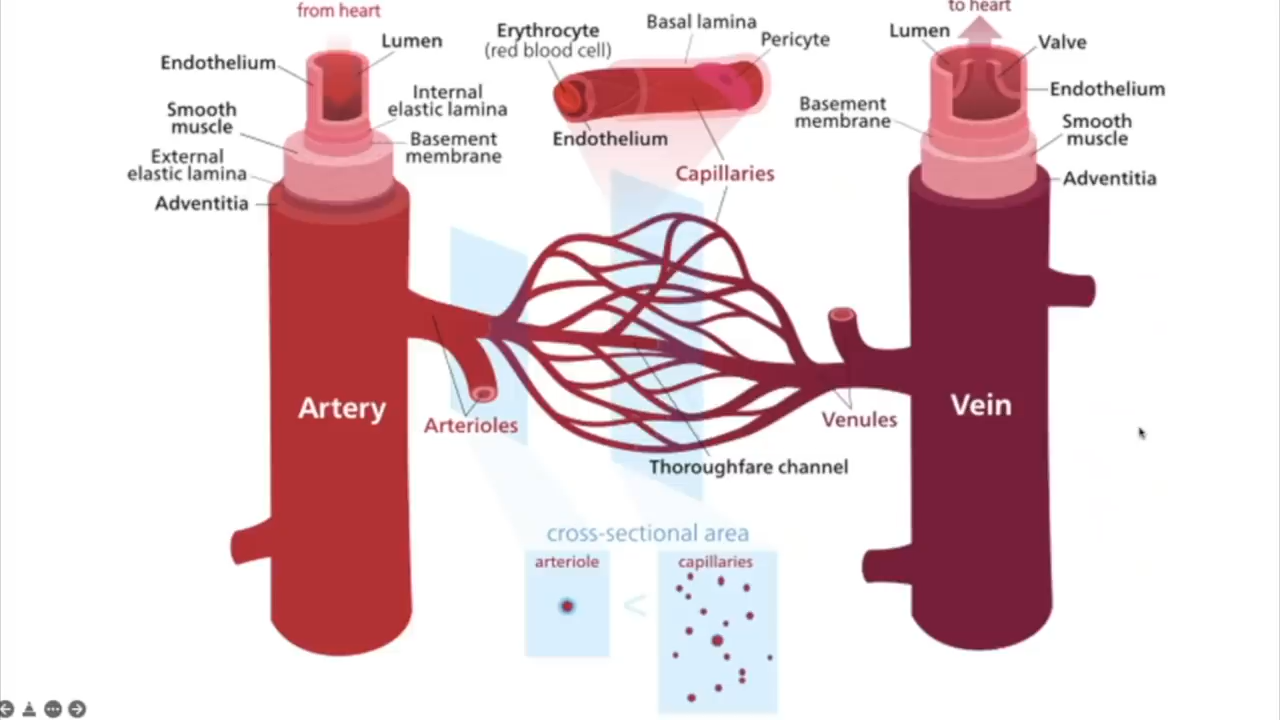 from heart
Lumen
Endothelium
Internal
elastic lamina
Smooth
muscle
Basement
membrane
External
elastic lamina
Adventitia
Erythrocyte
(red blood cell)
Basal lamina
Pericyte
Endothelium
Capillaries
to heart
Lumen
Valve
Endothelium
Basement
membrane
Smooth
muscle
Adventitia
Artery
Arterioles
Thoroughfare channel
Venules
Vein
cross-sectional area
arteriole
<
capillaries